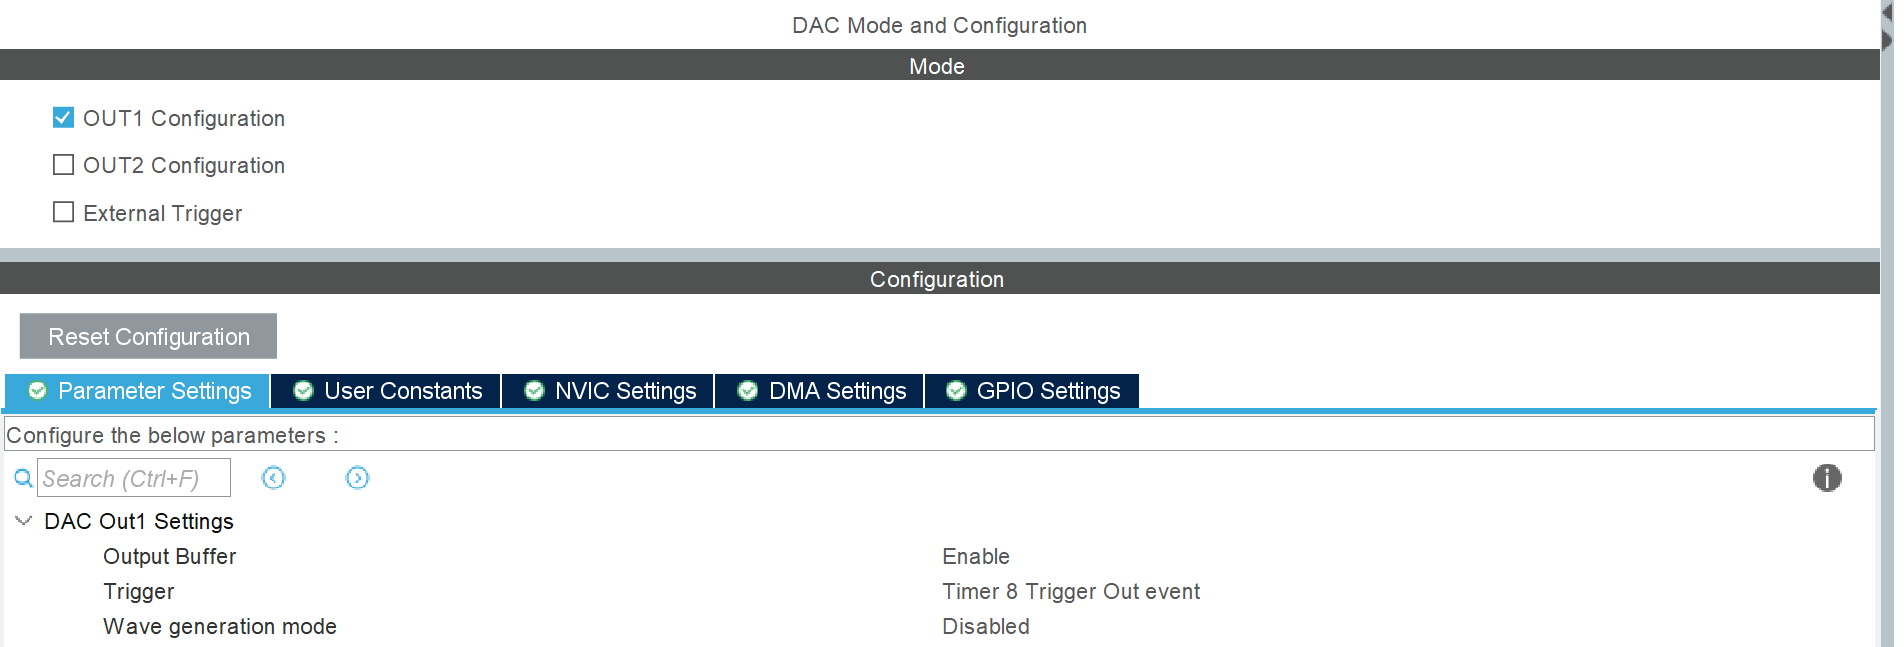 DAC Mode and Configuration
Mode
OUT1 Configuration
OUT2 Configuration
External Trigger
Configuration
Reset Configuration
Parameter Settings User Constants NVIC Settings DMA Settings GPIO Settings
Configure the below parameters :
Search (Ctrl+F)
DAC Out1 Settings
Output Buffer Enable
Trigger Timer 8 Trigger Out event
Wave generation mode Disabled